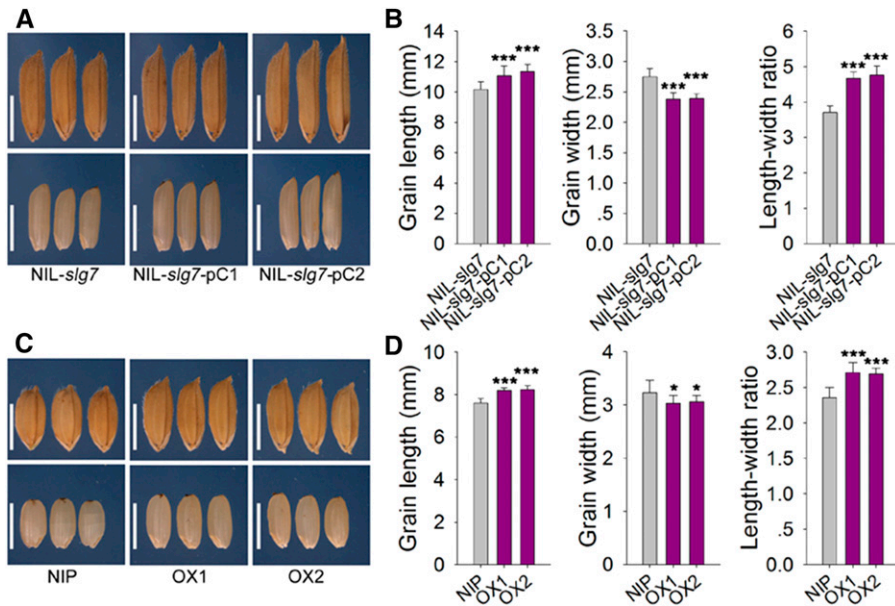 A
NIL-slg7
NIL-slg7-pC1
NIL-slg7-pC2
B
Grain length (mm)
14
12
10
8
6
4
2
0
***
***
NIL-slg7
NIL-slg7-pC1
NIL-slg7-pC2
Grain width (mm)
3.5
3.0
2.5
2.0
1.5
1.0
.5
0.0
***
***
NIL-slg7
NIL-slg7-pC1
NIL-slg7-pC2
Length-width ratio
6
5
4
3
2
1
0
***
***
NIL-slg7
NIL-slg7-pC1
NIL-slg7-pC2
C
NIP
OX1
OX2
D
Grain length (mm)
10
8
6
4
2
0
***
***
NIP
OX1
OX2
Grain width (mm)
4
3
2
1
0
*
*
NIP
OX1
OX2
Length-width ratio
3.0
2.5
2.0
1.5
1.0
.5
0.0
***
***
NIP
OX1
OX2